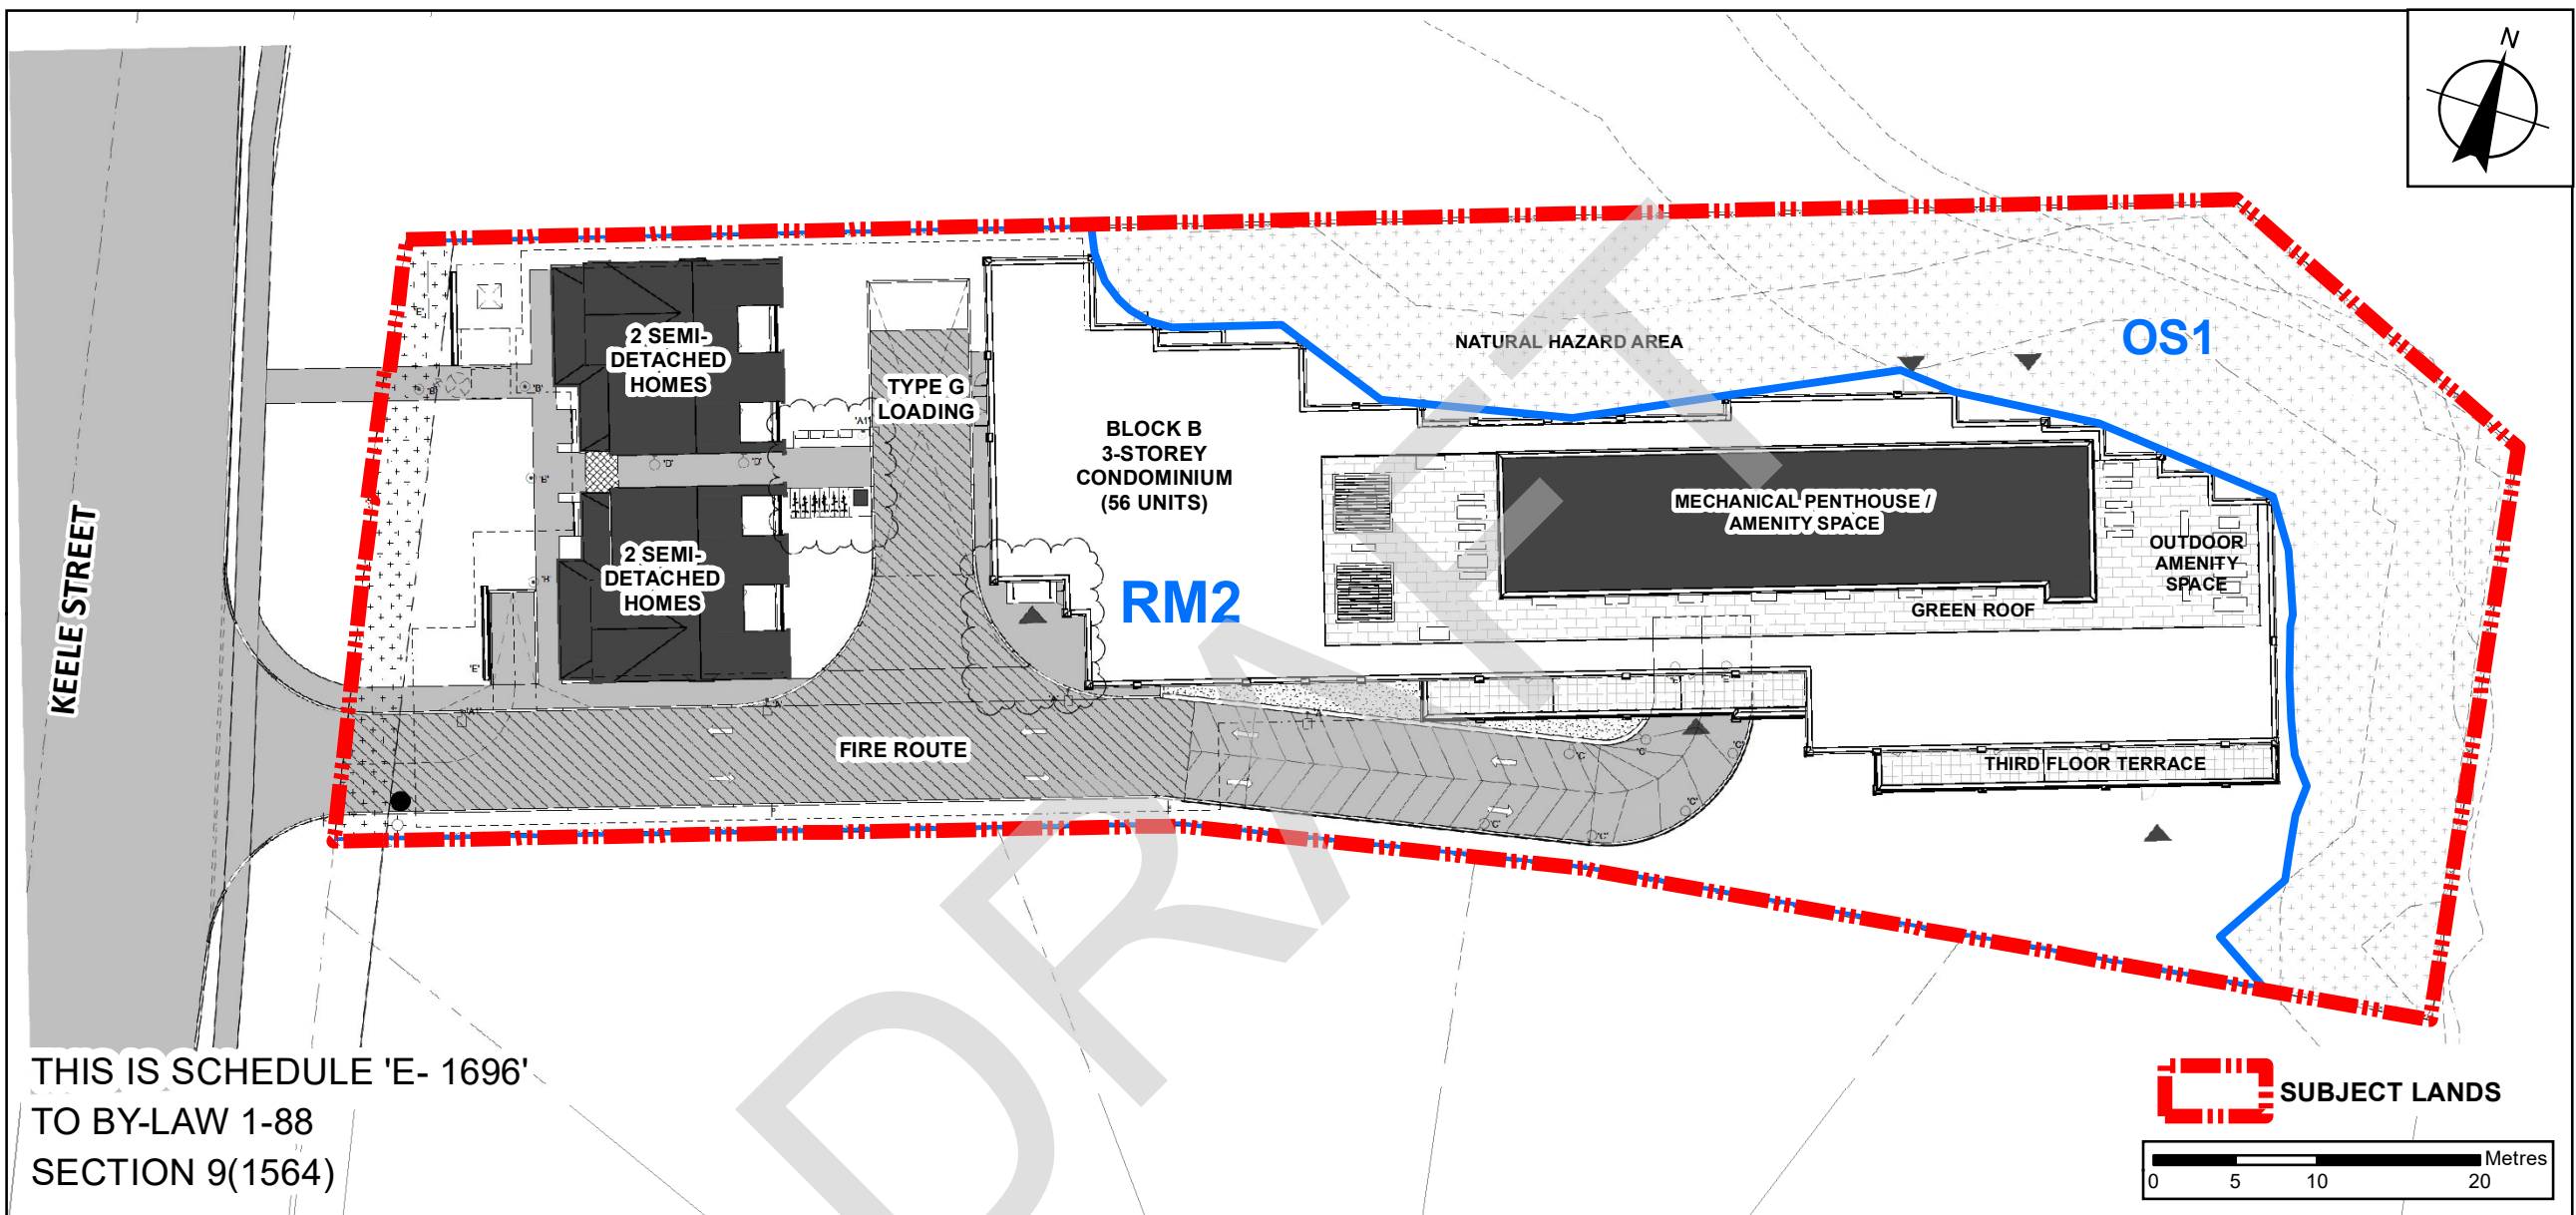 N
2 SEMI-
DETACHED
HOMES
TYPE G
LOADING
NATURAL HAZARD AREA
OS1
BLOCK B
3-STOREY
CONDOMINIUM
(56 UNITS)
RM2
MECHANICAL PENTHOUSE /
AMENITY SPACE
OUTDOOR
AMENITY
SPACE
GREEN ROOF
2 SEMI-
DETACHED
HOMES
KEELE STREET
FIRE ROUTE
THIRD FLOOR TERRACE
DRAFT
THIS IS SCHEDULE 'E- 1696'
TO BY-LAW 1-88
SECTION 9(1564)
SUBJECT LANDS
Metres
0 5 10 20
'E'
'B'
'B'
'A1'
'D'
'D'
'H'
'E'
'A1'
'A'
'C'
'C'
'C'
'C'
'C'
'C'